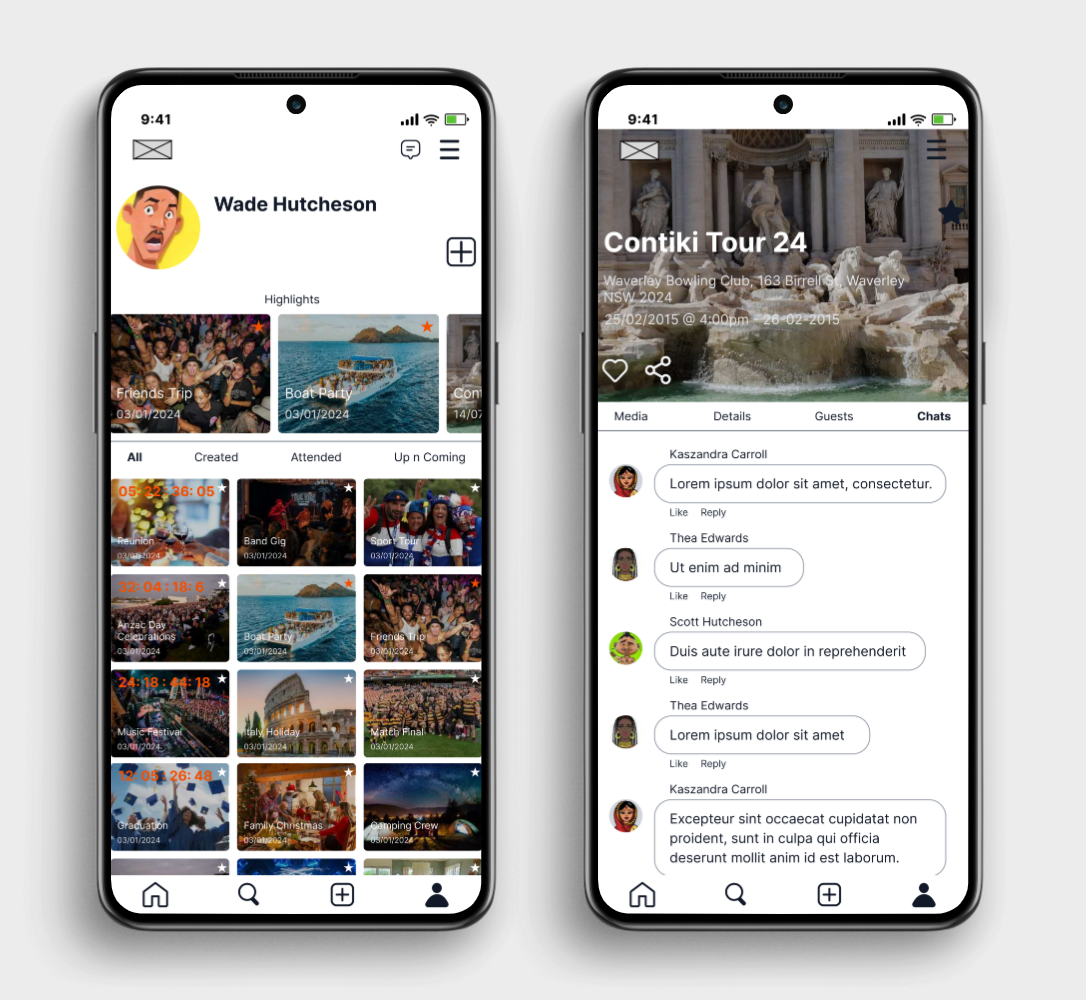 9:41
Wade Hutcheson
Highlights
Friends Trip
03/01/2024
Boat Party
03/01/2024
Con
14/07
All
Created
Attended
Up n Coming
05: 22 : 36: 05
Reunion
03/01/2024
Band Gig
03/01/2024
Sport Tour
03/01/2024
32: 04 : 18: 6
Anzac Day
Celebrations
03/01/2024
Boat Party
03/01/2024
Friends Trip
03/01/2024
24: 18 : 44: 18
Music Festival
03/01/2024
Italy Holiday
03/01/2024
Match Final
03/01/2024
12: 05 : 26: 48
Graduation
03/01/2024
Family Christmas
03/01/2024
Camping Crew
03/01/2024
9:41
Contiki Tour 24
Waverley Bowling Club, 163 Birrell St, Waverley
NSW 2024
25/02/2015 @ 4:00pm - 26-02-2015
Media
Details
Guests
Chats
Kaszandra Carroll
Lorem ipsum dolor sit amet, consectetur.
Like Reply
Thea Edwards
Ut enim ad minim
Like Reply
Scott Hutcheson
Duis aute irure dolor in reprehenderit
Like Reply
Thea Edwards
Lorem ipsum dolor sit amet
Like Reply
Kaszandra Carroll
Excepteur sint occaecat cupidatat non
proident, sunt in culpa qui officia
deserunt mollit anim id est laborum.